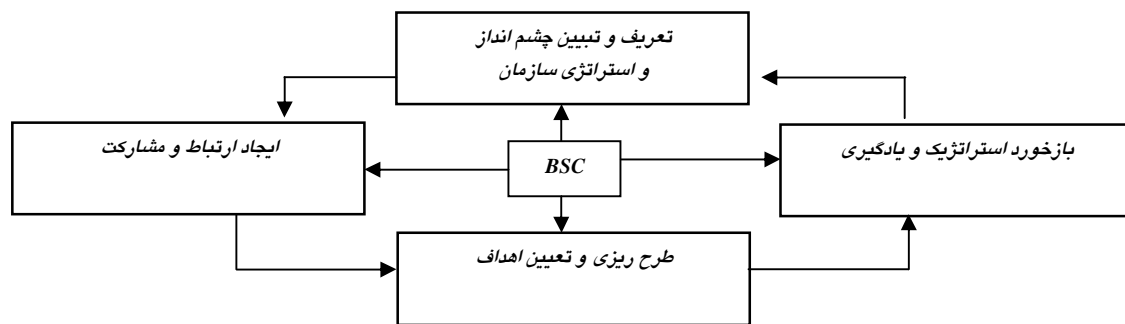 تعریف و تبیین چشم انداز
و استراتژی سازمان
ایجاد ارتباط و مشارکت
BSC
بازخورد استراتژیک و یادگیری
طرح ریزی و تعیین اهداف